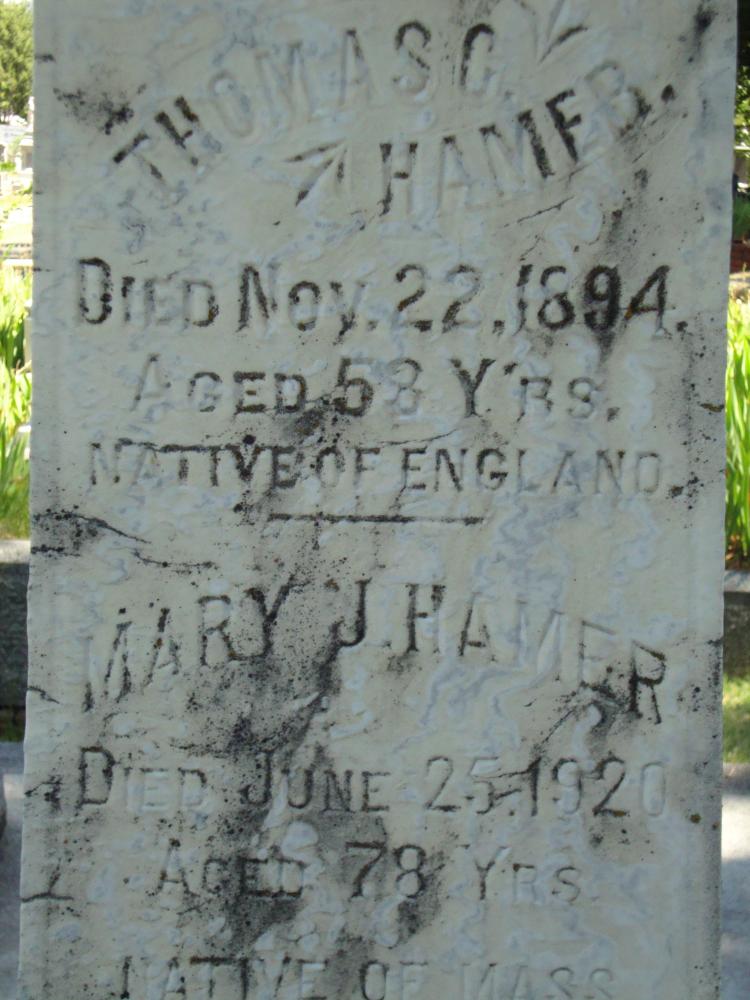 THOMAS C.
HAMER.
DIED NOV. 22, 1894.
AGED 58 Y'RS.
NATIVE OF ENGLAND.
MARY J. HAMER
DIED JUNE 25, 1920
AGED 78 YRS
NATIVE OF MASS